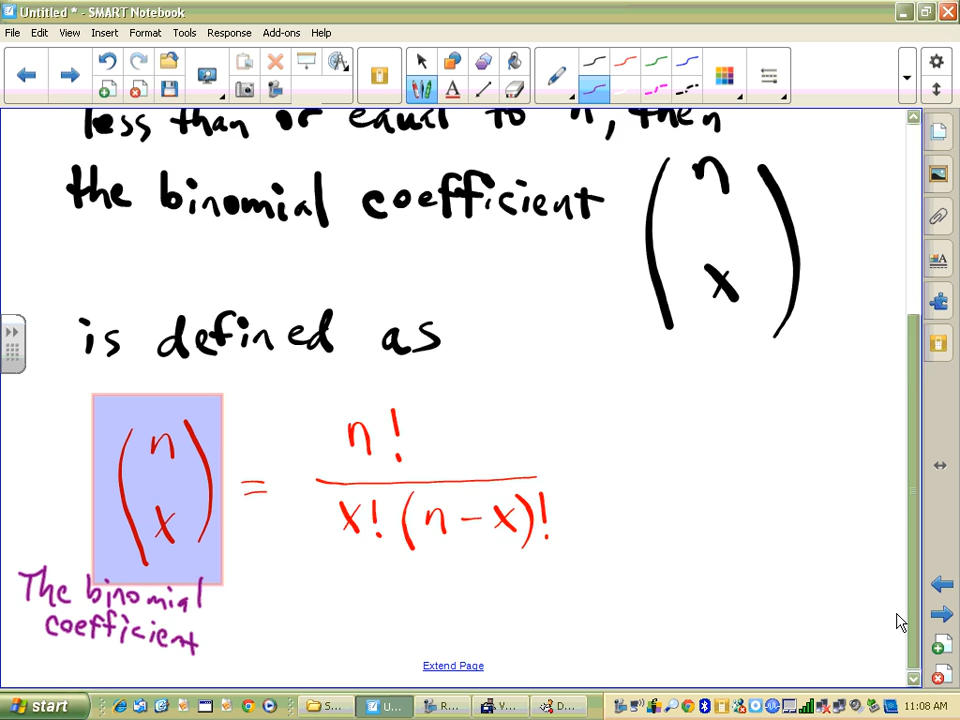 Untitled * - SMART Notebook
File Edit View Insert Format Tools Response Add-ons Help
less than or equal to n, then
the binomial coefficient (n x)
is defined as
(n x) = n! / x! (n - x)!
The binomial
coefficient
Extend Page
start S... U... R... Y... D... 11:08 AM